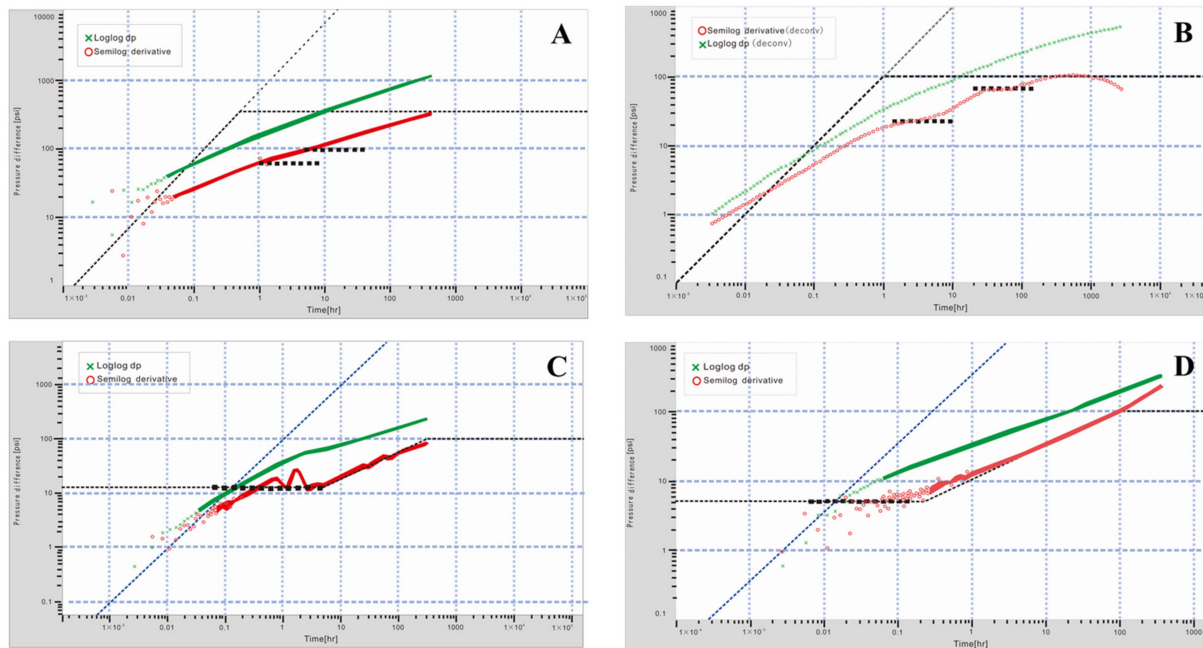 A
× Loglog dp
○ Semilog derivative
Pressure difference [psi]
10000
1000
100
10
1
1×10⁻³ 0.01 0.1 1 10 100 1000 1×10⁴ 1×10⁵
Time[hr]
B
○ Semilog derivative(deconv)
× Loglog dp (deconv)
Pressure difference [psi]
1000
100
10
1
0.1
1×10⁻³ 0.01 0.1 1 10 100 1000 1×10⁴
Time[hr]
C
× Loglog dp
○ Semilog derivative
Pressure difference [psi]
1000
100
10
1
0.1
1×10⁻³ 0.01 0.1 1 10 100 1000 1×10⁴ 1×10⁵
Time[hr]
D
× Loglog dp
○ Semilog derivative
Pressure difference [psi]
1000
100
10
1
0.1
1×10⁻³ 0.01 0.1 1 10 100 1000
Time[hr]